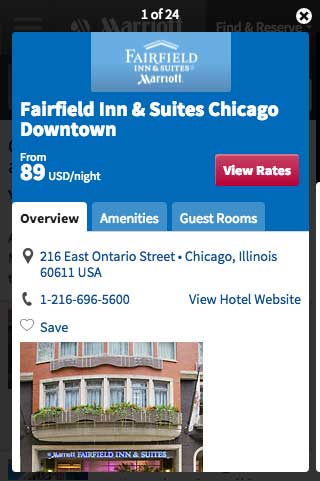 1 of 24
Find & Reserve
FAIRFIELD
INN & SUITES
Marriott
Fairfield Inn & Suites Chicago
Downtown
From
89 USD/night
View Rates
Overview
Amenities
Guest Rooms
216 East Ontario Street • Chicago, Illinois
60611 USA
1-216-696-5600
View Hotel Website
Save
Marriott FAIRFIELD INN & SUITES